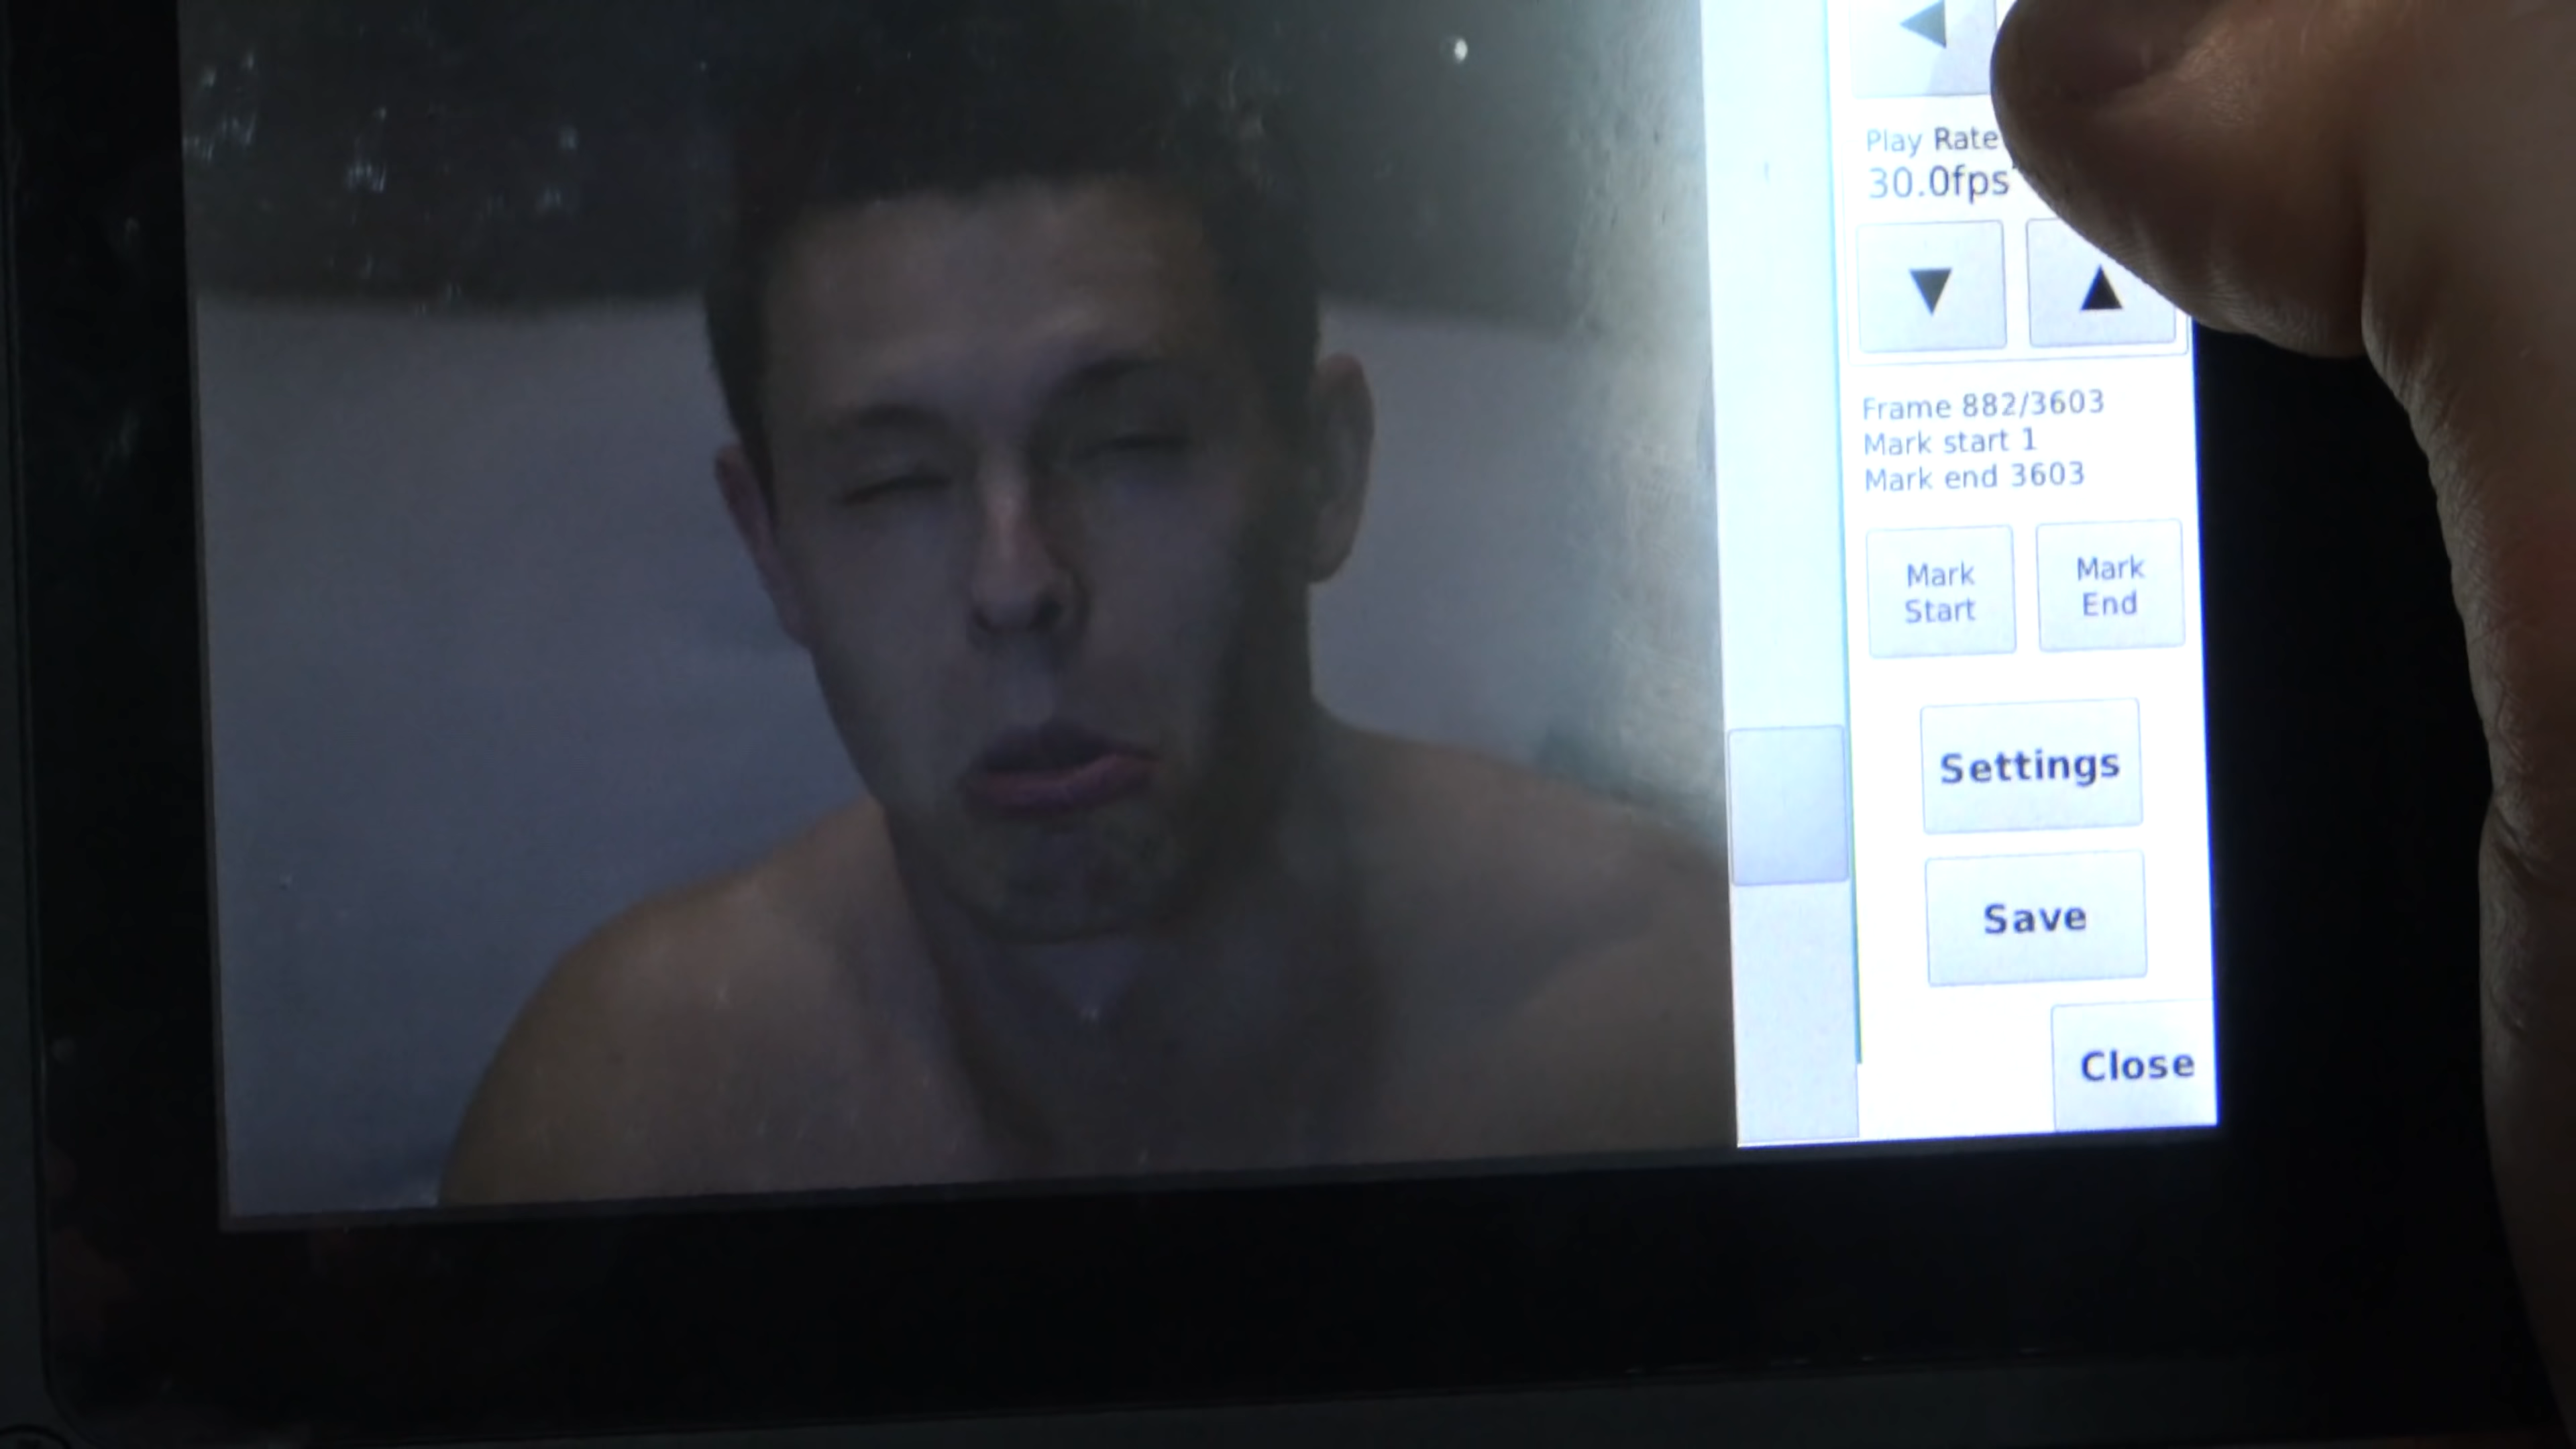 Play Rate
30.0fps
Frame 882/3603
Mark start 1
Mark end 3603
Mark
Start
Mark
End
Settings
Save
Close